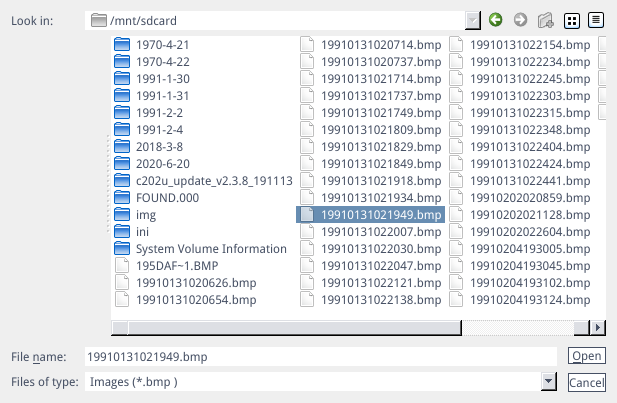 Look in: /mnt/sdcard
1970-4-21
1970-4-22
1991-1-30
1991-1-31
1991-2-2
1991-2-4
2018-3-8
2020-6-20
c202u_update_v2.3.8_191113
FOUND.000
img
ini
System Volume Information
195DAF~1.BMP
19910131020626.bmp
19910131020654.bmp
19910131020714.bmp
19910131020737.bmp
19910131021714.bmp
19910131021737.bmp
19910131021749.bmp
19910131021809.bmp
19910131021829.bmp
19910131021849.bmp
19910131021918.bmp
19910131021934.bmp
19910131021949.bmp
19910131022007.bmp
19910131022030.bmp
19910131022047.bmp
19910131022121.bmp
19910131022138.bmp
19910131022154.bmp
19910131022234.bmp
19910131022245.bmp
19910131022303.bmp
19910131022315.bmp
19910131022348.bmp
19910131022404.bmp
19910131022424.bmp
19910131022441.bmp
19910202020859.bmp
19910202021128.bmp
19910202022604.bmp
19910204193005.bmp
19910204193045.bmp
19910204193102.bmp
19910204193124.bmp
File name: 19910131021949.bmp Open
Files of type: Images (*.bmp ) Cancel